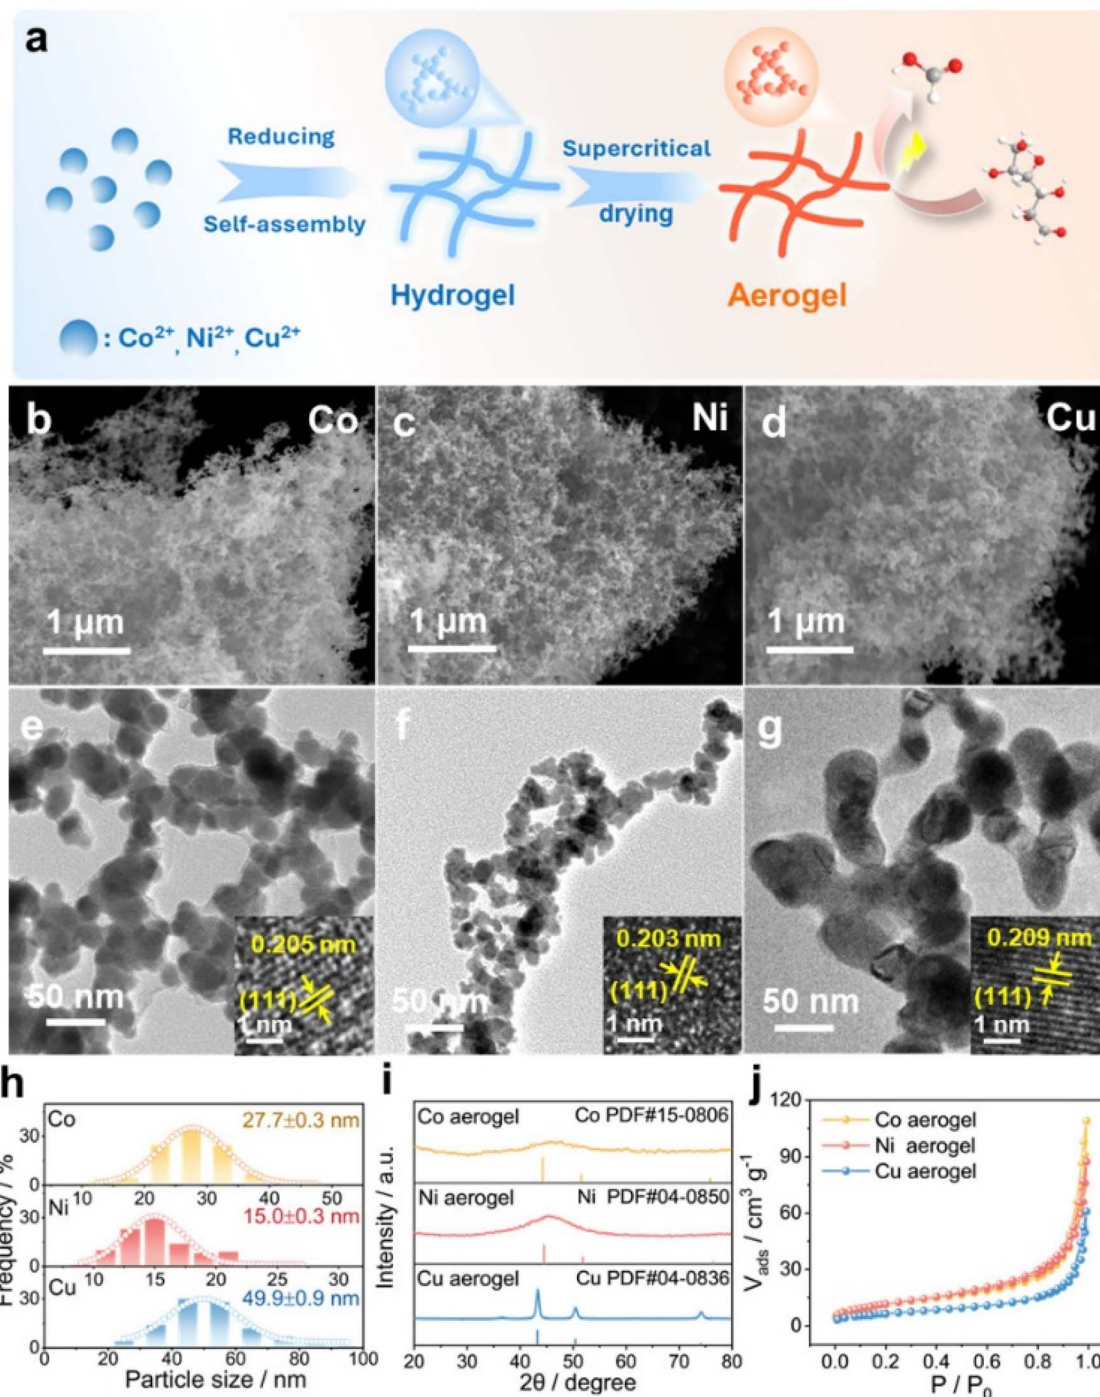 a
Reducing
Self-assembly
Supercritical
drying
Hydrogel
Aerogel
: Co²⁺, Ni²⁺, Cu²⁺
b
Co
1 μm
c
Ni
1 μm
d
Cu
1 μm
e
50 nm
0.205 nm
(111)
1 nm
f
50 nm
0.203 nm
(111)
1 nm
g
50 nm
0.209 nm
(111)
1 nm
h
Frequency / %
Co
27.7±0.3 nm
30
0
10 20 30 40 50
Ni
15.0±0.3 nm
30
0
10 15 20 25 30
Cu
49.9±0.9 nm
30
0
0 20 40 60 80 100
Particle size / nm
i
Intensity / a.u.
Co aerogel Co PDF#15-0806
Ni aerogel Ni PDF#04-0850
Cu aerogel Cu PDF#04-0836
20 30 40 50 60 70 80
2θ / degree
j
V_ads / cm³ g⁻¹
120
90
60
30
0
Co aerogel
Ni aerogel
Cu aerogel
0.0 0.2 0.4 0.6 0.8 1.0
P / P₀